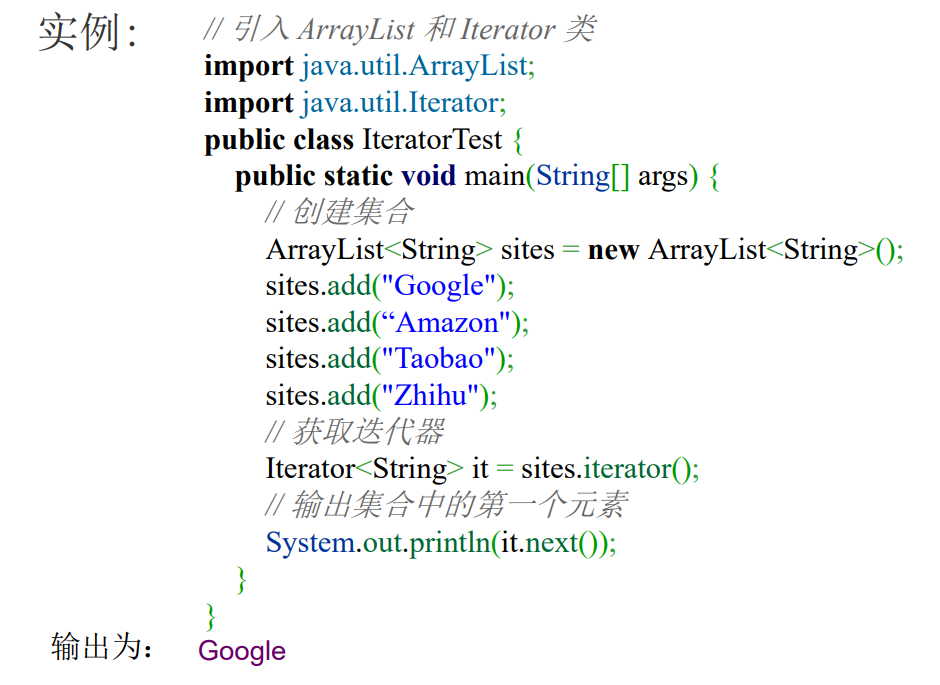 实例：
// 引入 ArrayList 和 Iterator 类
import java.util.ArrayList;
import java.util.Iterator;
public class IteratorTest {
public static void main(String[] args) {
// 创建集合
ArrayList<String> sites = new ArrayList<String>();
sites.add("Google");
sites.add(“Amazon");
sites.add("Taobao");
sites.add("Zhihu");
// 获取迭代器
Iterator<String> it = sites.iterator();
// 输出集合中的第一个元素
System.out.println(it.next());
}
}
输出为： Google